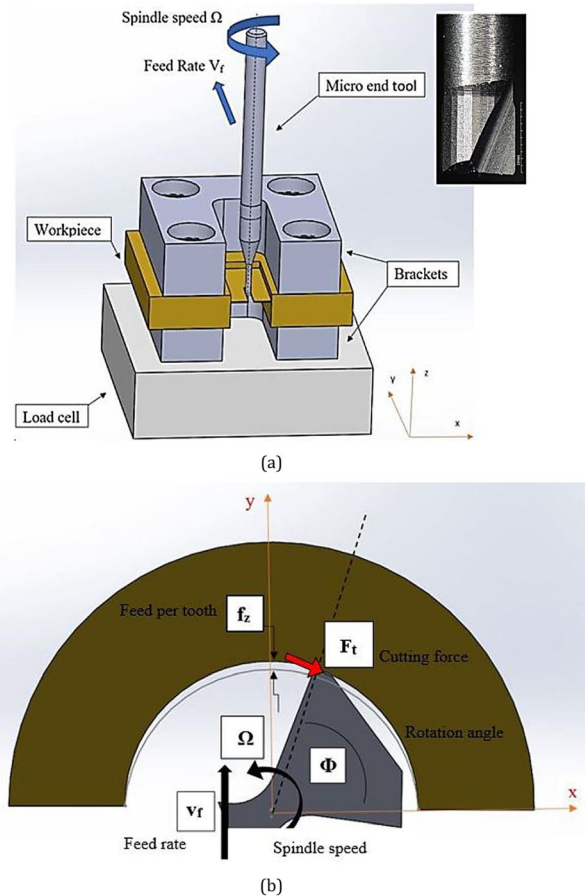 Spindle speed Ω
Feed Rate Vf
Micro end tool
Workpiece
Brackets
Load cell
z
y
x
(a)
y
Feed per tooth
fz
Ft
Cutting force
Rotation angle
Ω
Φ
x
vf
Feed rate
Spindle speed
(b)